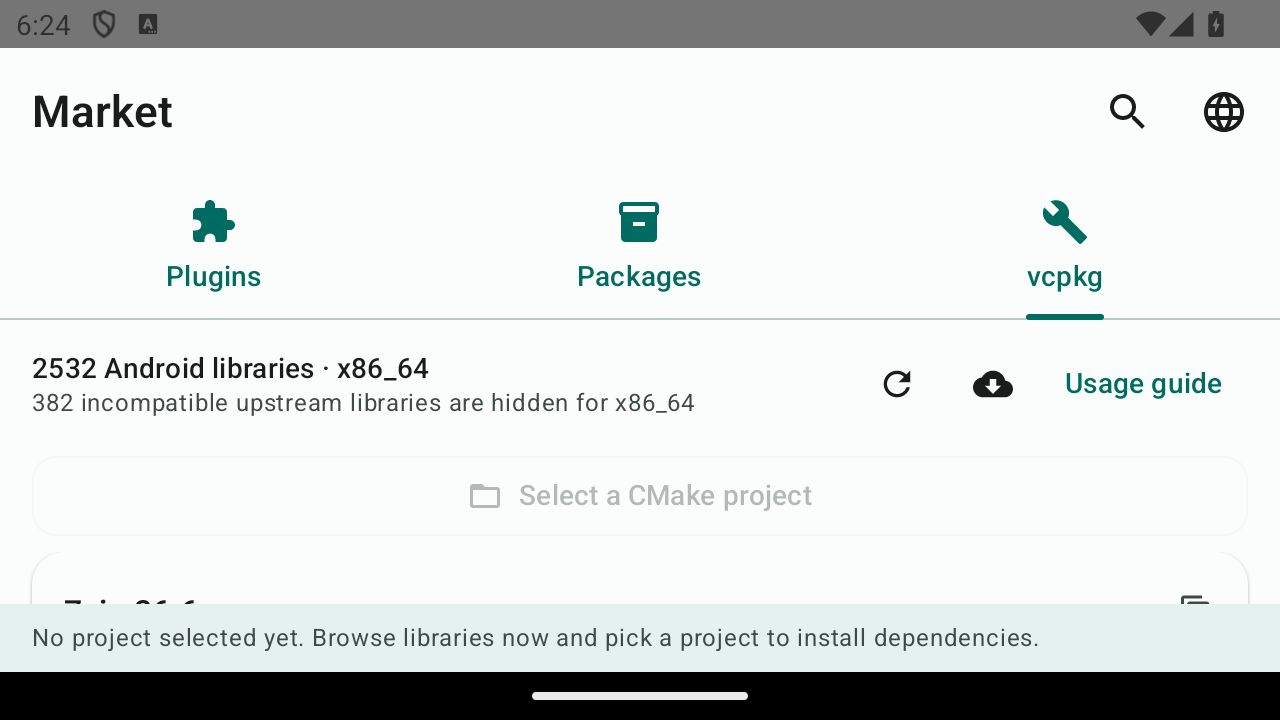 6:24
Market
Plugins
Packages
vcpkg
2532 Android libraries · x86_64
382 incompatible upstream libraries are hidden for x86_64
Usage guide
Select a CMake project
No project selected yet. Browse libraries now and pick a project to install dependencies.